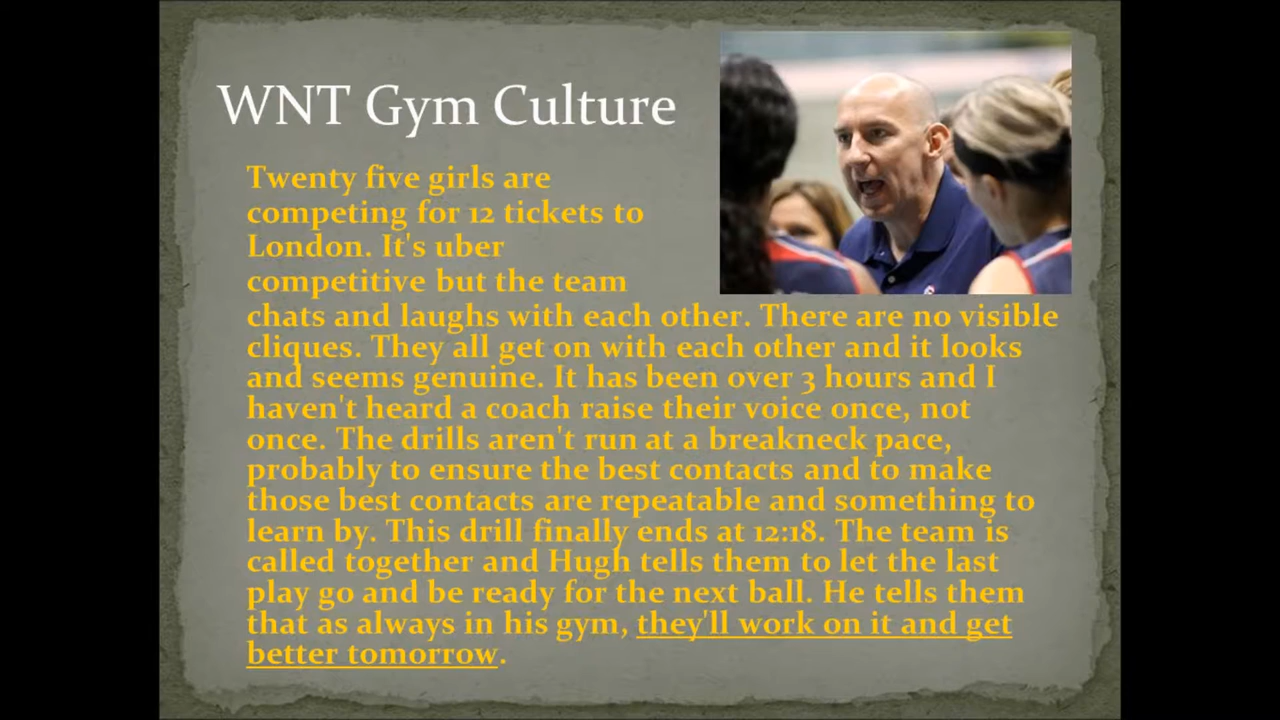 WNT Gym Culture
Twenty five girls are
competing for 12 tickets to
London. It's uber
competitive but the team
chats and laughs with each other. There are no visible
cliques. They all get on with each other and it looks
and seems genuine. It has been over 3 hours and I
haven't heard a coach raise their voice once, not
once. The drills aren't run at a breakneck pace,
probably to ensure the best contacts and to make
those best contacts are repeatable and something to
learn by. This drill finally ends at 12:18. The team is
called together and Hugh tells them to let the last
play go and be ready for the next ball. He tells them
that as always in his gym, they'll work on it and get
better tomorrow.